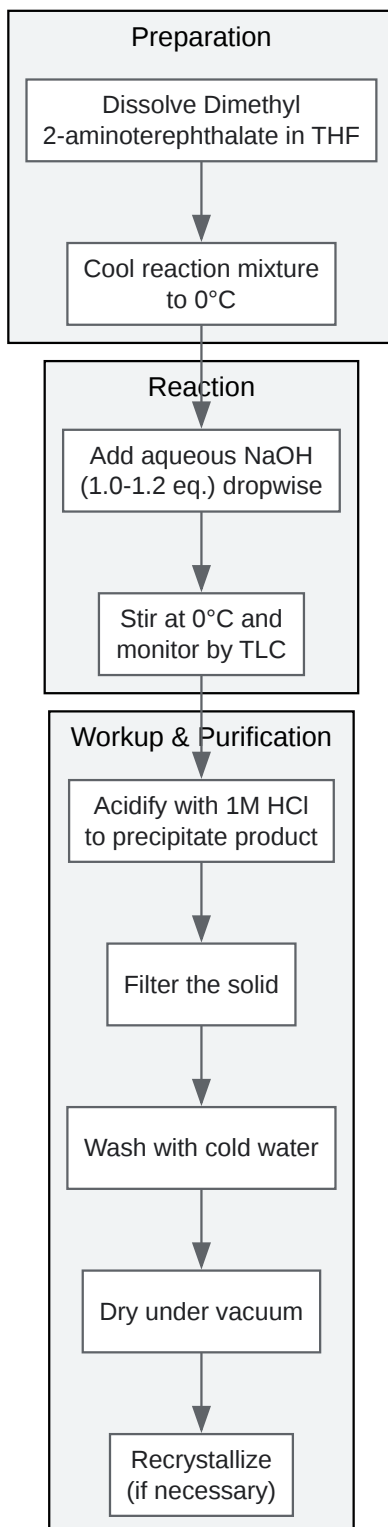 Preparation
Dissolve Dimethyl
2-aminoterephthalate in THF
Cool reaction mixture
to 0°C
Reaction
Add aqueous NaOH
(1.0-1.2 eq.) dropwise
Stir at 0°C and
monitor by TLC
Workup & Purification
Acidify with 1M HCl
to precipitate product
Filter the solid
Wash with cold water
Dry under vacuum
Recrystallize
(if necessary)